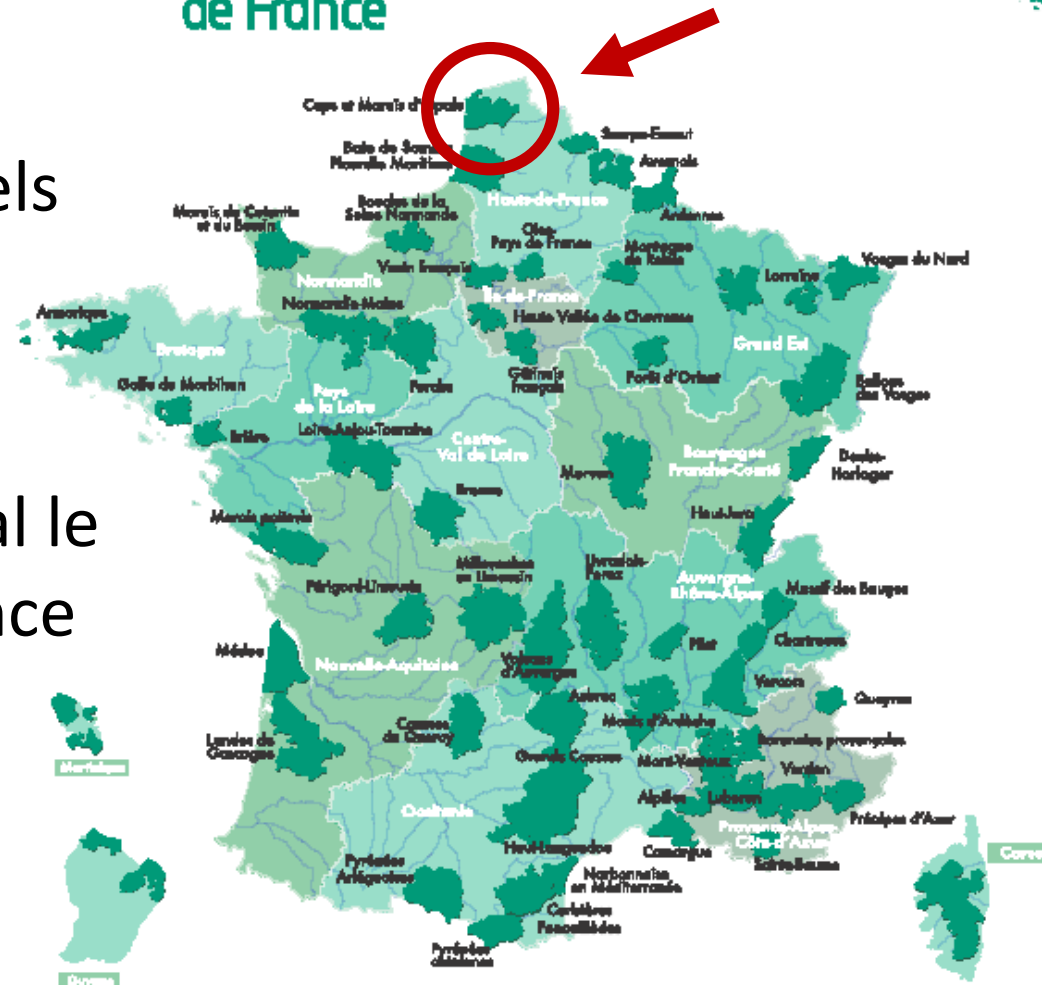 de France
els
al le
nce
Caps et Marais d'Opale
Scarpe-Escaut
Baie de Somme
Picardie Maritime
Avesnois
Hauts-de-France
Ardennes
Marais du Cotentin
et du Bessin
Boucles de la
Seine Normande
Oise-
Pays de France
Montagne
de Reims
Vosges du Nord
Lorraine
Vexin français
Normandie
Île-de-France
Normandie-Maine
Haute Vallée de Chevreuse
Armorique
Bretagne
Grand Est
Golfe du Morbihan
Pays
de la Loire
Perche
Gâtinais
français
Forêt d'Orient
Ballons
des Vosges
Brière
Loire-Anjou-Touraine
Centre-
Val de Loire
Bourgogne
Franche-Comté
Doubs-
Horloger
Morvan
Brenne
Haut-Jura
Marais poitevin
Millevaches
en Limousin
Livradois-
Forez
Auvergne-
Rhône-Alpes
Périgord-Limousin
Massif des Bauges
Médoc
Pilat
Chartreuse
Nouvelle-Aquitaine
Volcans
d'Auvergne
Vercors
Aubrac
Queyras
Causses
du Quercy
Monts d'Ardèche
Landes de
Gascogne
Baronnies provençales
Grands Causses
Mont-Ventoux
Verdon
Martinique
Alpilles
Luberon
Occitanie
Préalpes d'Azur
Provence-Alpes-
Côte-d'Azur
Haut-Languedoc
Camargue
Sainte-Baume
Corse
Pyrénées
Ariégeoises
Narbonnaise
en Méditerranée
Corbières
Fenouillèdes
Pyrénées
catalanes
Guyane